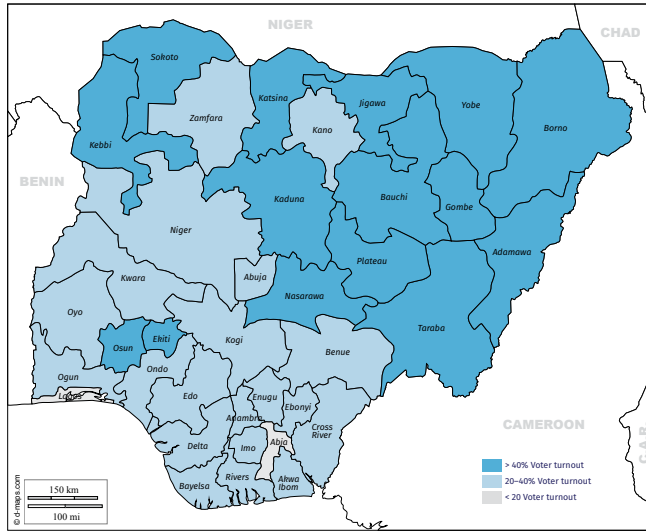 NIGER
CHAD
Sokoto
Katsina
Jigawa
Yobe
Zamfara
Kano
Borno
Kebbi
BENIN
Kaduna
Bauchi
Gombe
Niger
Adamawa
Plateau
Abuja
Kwara
Nasarawa
Oyo
Taraba
Osun
Ekiti
Kogi
Benue
Ondo
Ogun
Lagos
Edo
Enugu
Ebonyi
Anambra
Cross
River
CAMEROON
C.A.R.
Delta
Imo
Abia
Bayelsa
Rivers
Akwa
Ibom
> 40% Voter turnout
20–40% Voter turnout
< 20 Voter turnout
150 km
100 mi
© d-maps.com